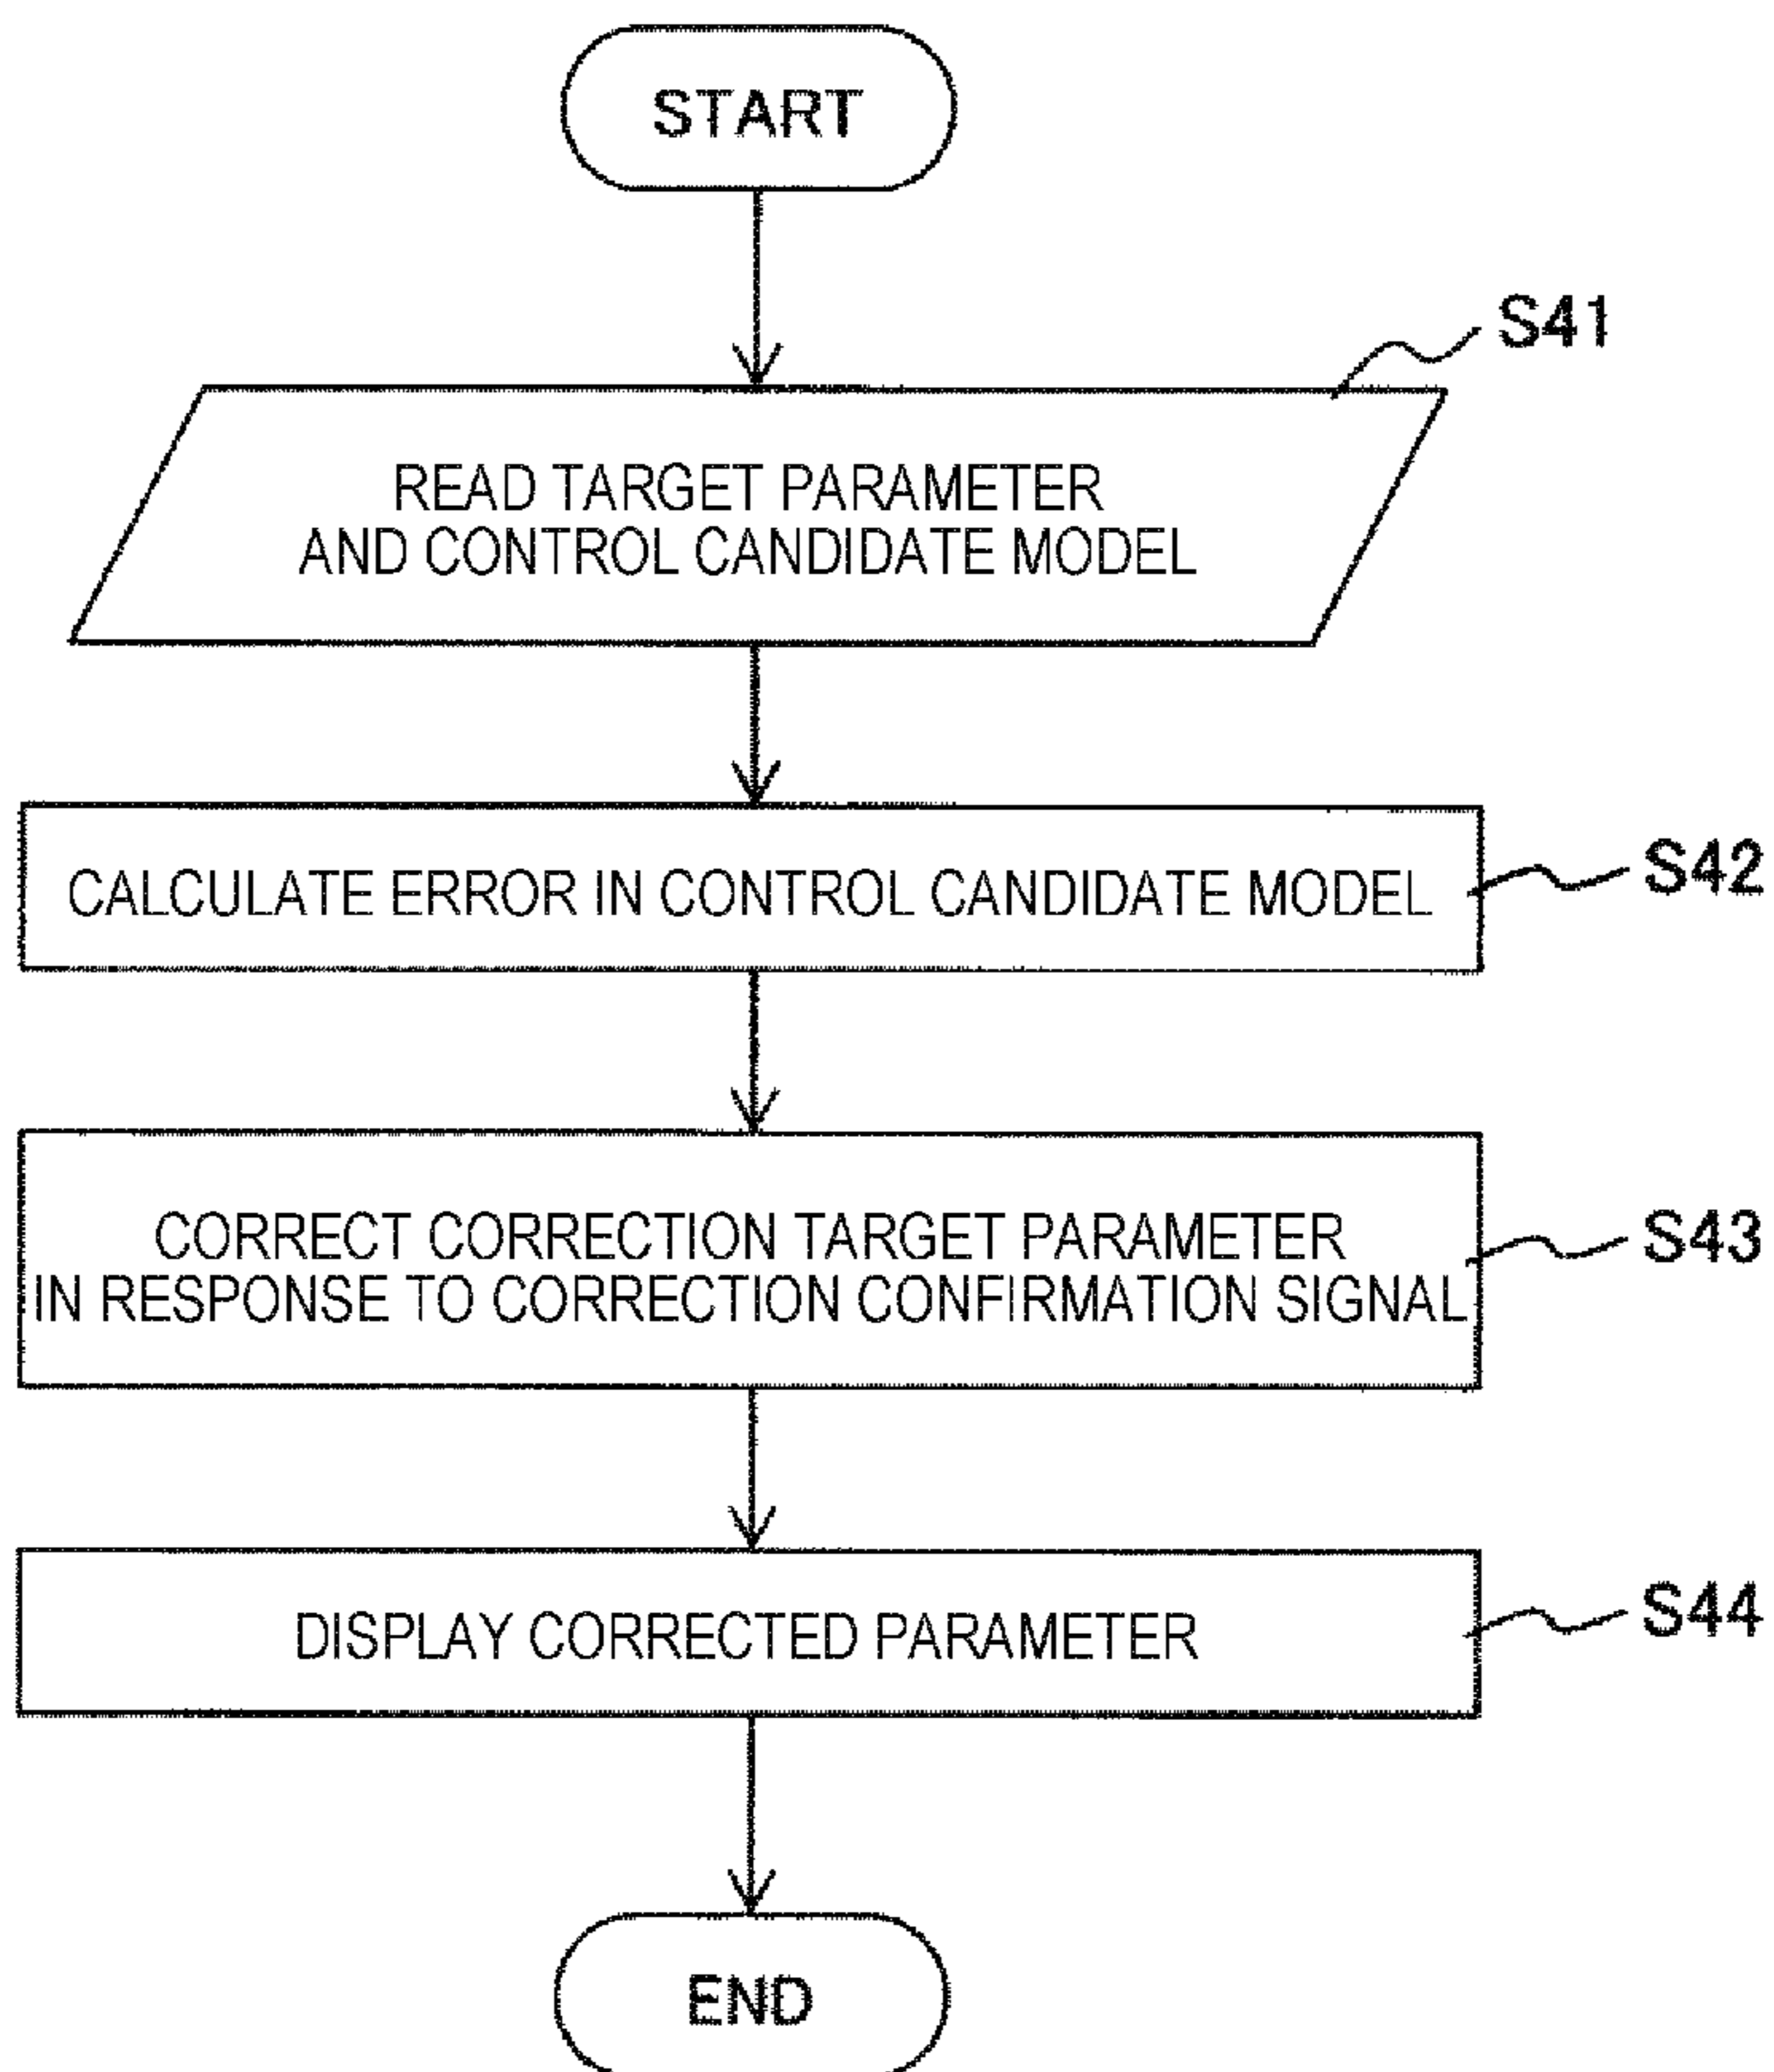 START
S41
READ TARGET PARAMETER
AND CONTROL CANDIDATE MODEL
CALCULATE ERROR IN CONTROL CANDIDATE MODEL
S42
CORRECT CORRECTION TARGET PARAMETER
IN RESPONSE TO CORRECTION CONFIRMATION SIGNAL
S43
DISPLAY CORRECTED PARAMETER
S44
END